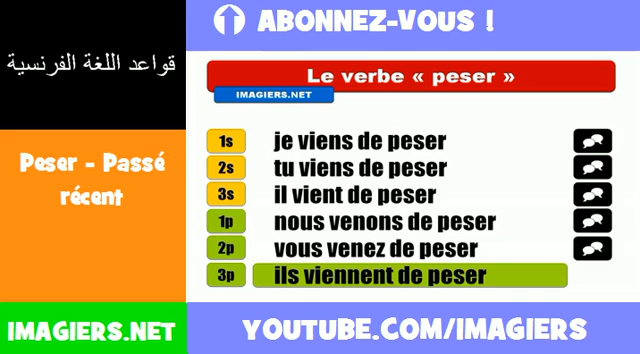 ABONNEZ-VOUS !
قواعد اللغة الفرنسية
Peser - Passé
récent
IMAGIERS.NET
Le verbe « peser »
IMAGIERS.NET
1s je viens de peser
2s tu viens de peser
3s il vient de peser
1p nous venons de peser
2p vous venez de peser
3p ils viennent de peser
YOUTUBE.COM/IMAGIERS